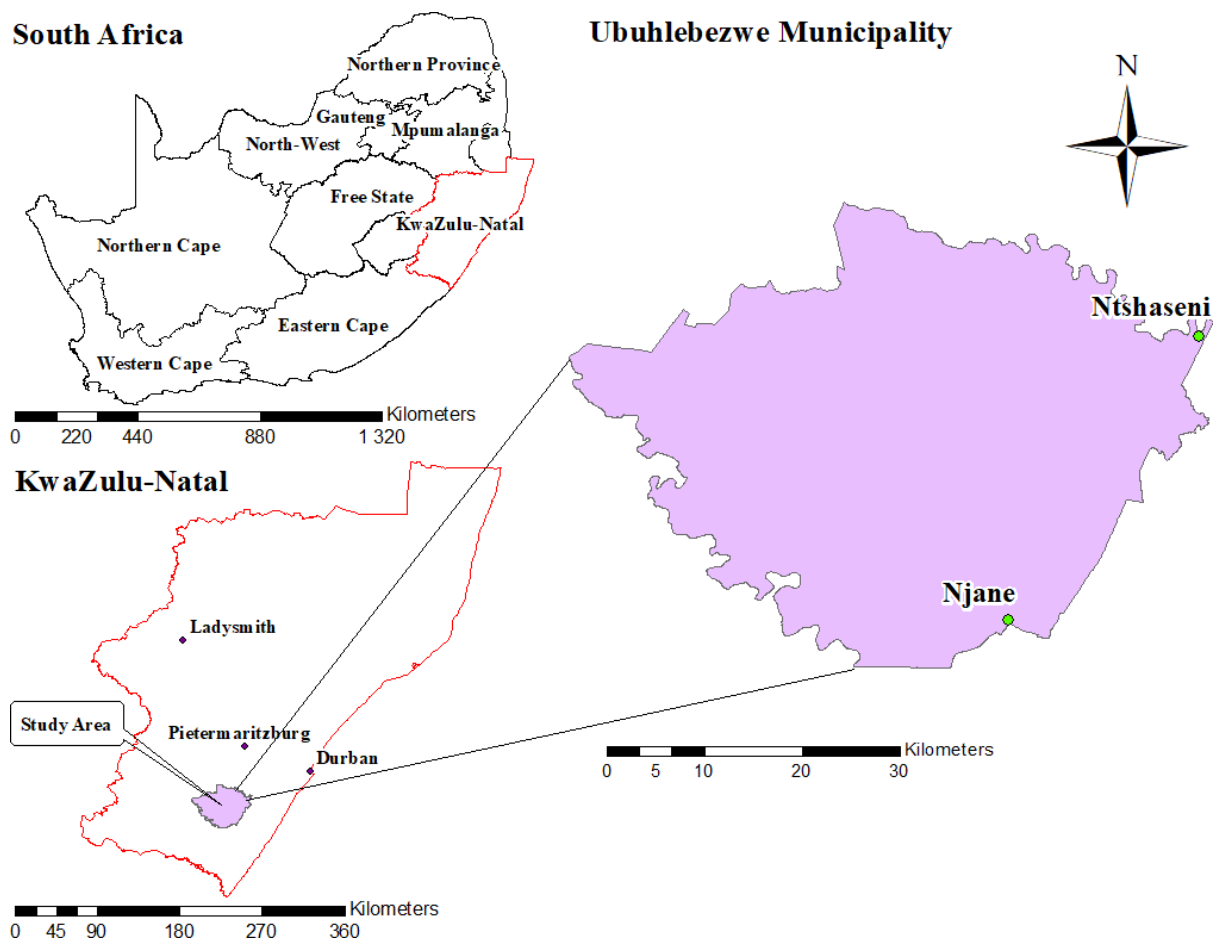 South Africa
Northern Province
Gauteng
Mpumalanga
North-West
Free State
KwaZulu-Natal
Northern Cape
Eastern Cape
Western Cape
Kilometers
0 220 440 880 1 320
KwaZulu-Natal
Ladysmith
Study Area
Pietermaritzburg
Durban
Kilometers
0 45 90 180 270 360
Ubuhlebezwe Municipality
N
Ntshaseni
Njane
Kilometers
0 5 10 20 30